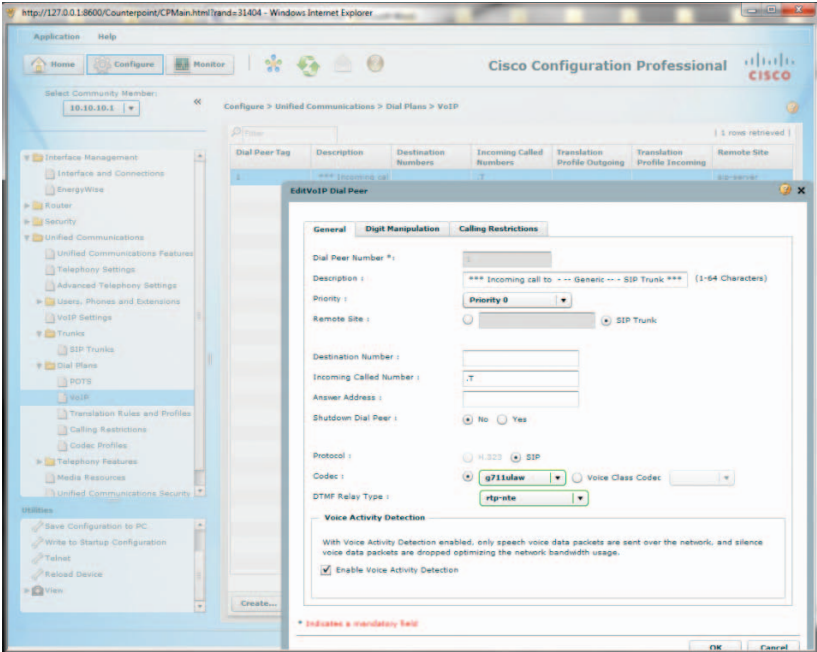 http://127.0.0.1:8600/Counterpoint/CPMain.html?rand=31404 - Windows Internet Explorer
Application Help
Home Configure Monitor
Cisco Configuration Professional
CISCO
Select Community Member:
10.10.10.1
Configure > Unified Communications > Dial Plans > VoIP
Filter
| 1 rows retrieved |
Dial Peer Tag Description Destination Numbers Incoming Called Numbers Translation Profile Outgoing Translation Profile Incoming Remote Site
1 *** Incoming cal .T sip-server
Interface Management
Interface and Connections
EnergyWise
Router
Security
Unified Communications
Unified Communications Features
Telephony Settings
Advanced Telephony Settings
Users, Phones and Extensions
VoIP Settings
Trunks
SIP Trunks
Dial Plans
POTS
VoIP
Translation Rules and Profiles
Calling Restrictions
Codec Profiles
Telephony Features
Media Resources
Unified Communications Security
Utilities
Save Configuration to PC
Write to Startup Configuration
Telnet
Reload Device
View
Create...
EditVoIP Dial Peer
General Digit Manipulation Calling Restrictions
Dial Peer Number *: 1
Description : *** Incoming call to - -- Generic -- - SIP Trunk *** (1-64 Characters)
Priority : Priority 0
Remote Site : SIP Trunk
Destination Number :
Incoming Called Number : .T
Answer Address :
Shutdown Dial Peer : No Yes
Protocol : H.323 SIP
Codec : g711ulaw Voice Class Codec
DTMF Relay Type : rtp-nte
Voice Activity Detection
With Voice Activity Detection enabled, only speech voice data packets are sent over the network, and silence
voice data packets are dropped optimizing the network bandwidth usage.
Enable Voice Activity Detection
* Indicates a mandatory field
OK Cancel